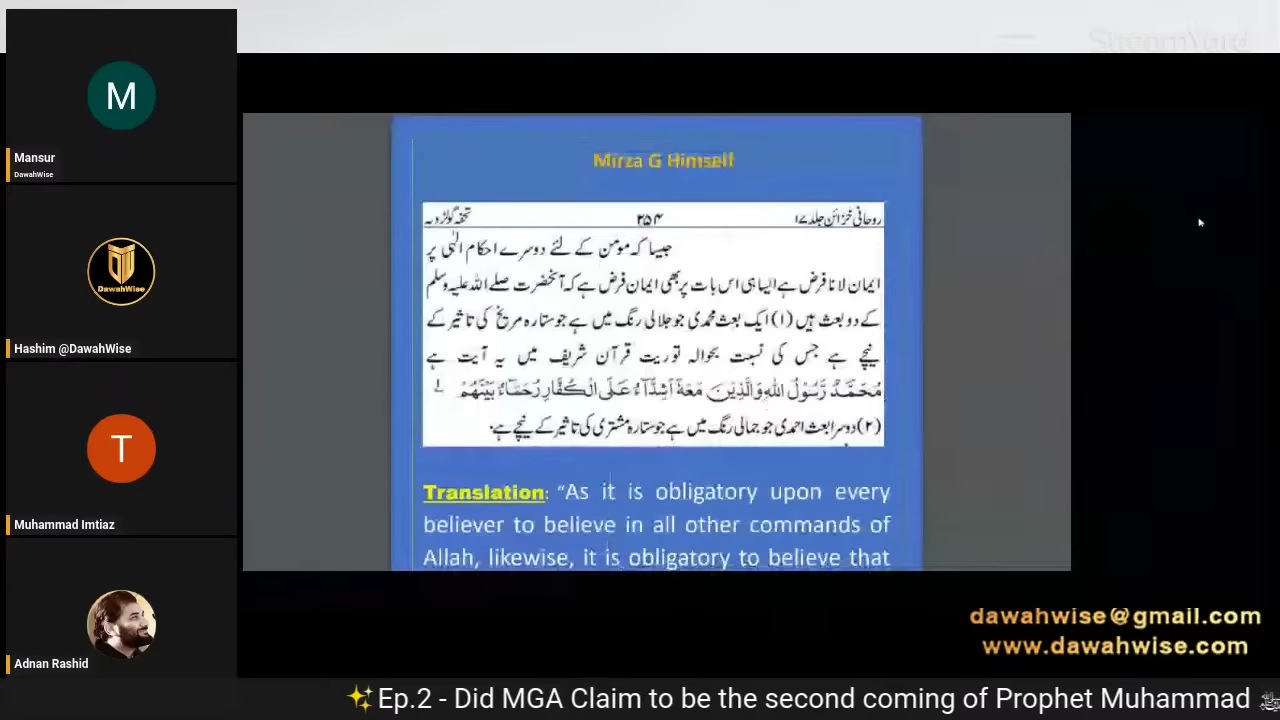 StreamYard
M
Mansur
DawahWise
DawahWise
Hashim @DawahWise
T
Muhammad Imtiaz
Adnan Rashid
Mirza G Himself
روحانی خزائن جلد ۱۷ ۲۵۴ تحفہ گولڑویہ
جیسا کہ مومن کے لئے دوسرے احکام الٰہی پر
ایمان لانا فرض ہے ایسا ہی اس بات پر بھی ایمان فرض ہے کہ آنحضرت صلے اللہ علیہ وسلم
کے دو بعث ہیں (۱) ایک بعث محمدی جو جلالی رنگ میں ہے جو ستارہ مریخ کی تاثیر کے
نیچے ہے جس کی نسبت بحوالہ توریت قرآن شریف میں یہ آیت ہے
مُحَمَّدٌ رَّسُوْلُ اللّٰهِ وَالَّذِيْنَ مَعَهٗٓ اَشِدَّآءُ عَلَى الْكُفَّارِ رُحَمَآءُ بَيْنَهُمْ
(۲) دوسرا بعث احمدی جو جمالی رنگ میں ہے جو ستارہ مشتری کی تاثیر کے نیچے ہے۔
Translation: “As it is obligatory upon every
believer to believe in all other commands of
Allah, likewise, it is obligatory to believe that
dawahwise@gmail.com
www.dawahwise.com
✨Ep.2 - Did MGA Claim to be the second coming of Prophet Muhammad ﷺ